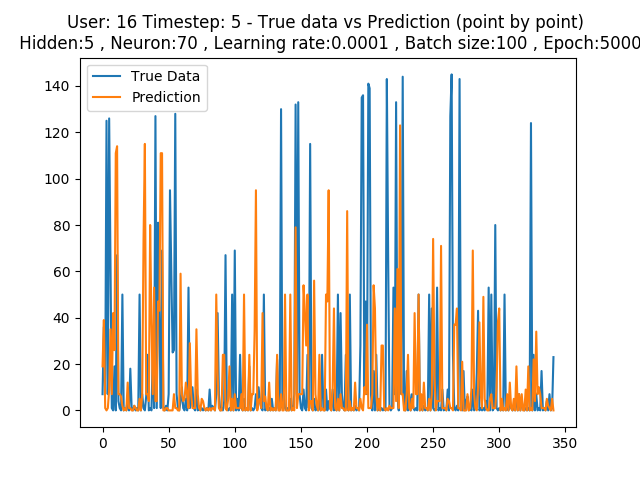 User: 16 Timestep: 5 - True data vs Prediction (point by point)
Hidden:5 , Neuron:70 , Learning rate:0.0001 , Batch size:100 , Epoch:5000
True Data
Prediction
140
120
100
80
60
40
20
0
0 50 100 150 200 250 300 350